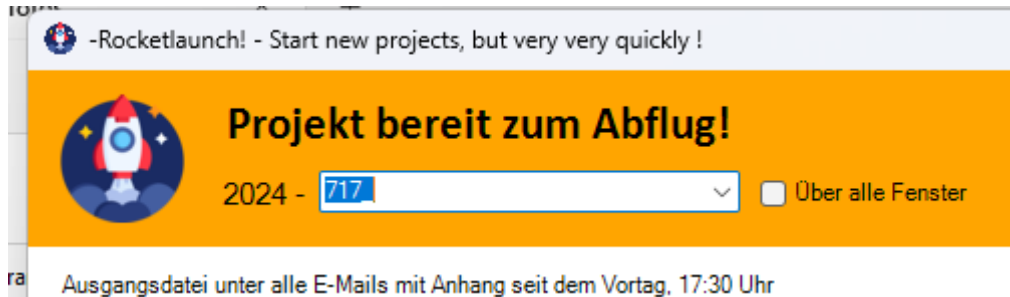 -Rocketlaunch! - Start new projects, but very very quickly !
Projekt bereit zum Abflug!
2024 - 717_
Über alle Fenster
Ausgangsdatei unter alle E-Mails mit Anhang seit dem Vortag, 17:30 Uhr